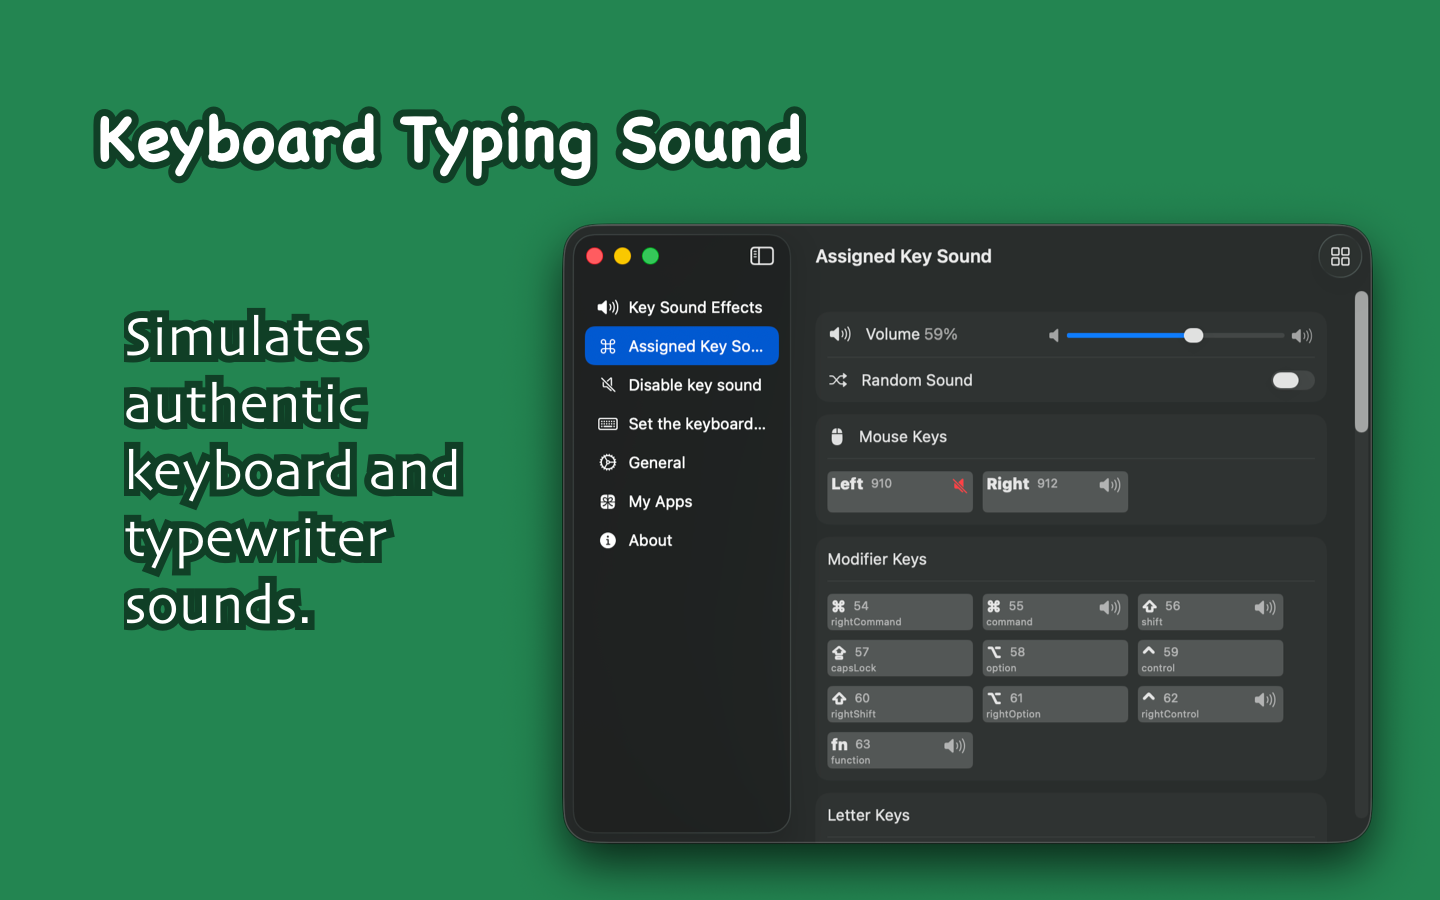 Keyboard Typing Sound
Simulates
authentic
keyboard and
typewriter
sounds.
Key Sound Effects
Assigned Key So...
Disable key sound
Set the keyboard...
General
My Apps
About
Assigned Key Sound
Volume 59%
Random Sound
Mouse Keys
Left 910
Right 912
Modifier Keys
⌘ 54
rightCommand
⌘ 55
command
56
shift
57
capsLock
⌥ 58
option
59
control
60
rightShift
⌥ 61
rightOption
62
rightControl
fn 63
function
Letter Keys